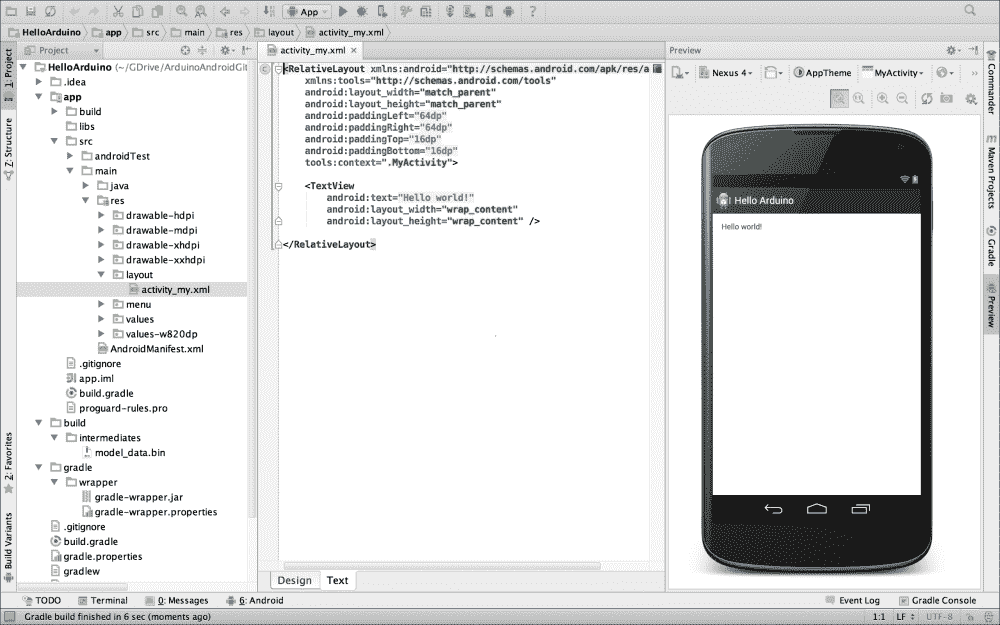 App
HelloArduino app src main res layout activity_my.xml
Project
activity_my.xml
Preview
1: Project
Z: Structure
2: Favorites
Build Variants
HelloArduino (~/GDrive/ArduinoAndroidGit
.idea
app
build
libs
src
androidTest
main
java
res
drawable-hdpi
drawable-mdpi
drawable-xhdpi
drawable-xxhdpi
layout
activity_my.xml
menu
values
values-w820dp
AndroidManifest.xml
.gitignore
app.iml
build.gradle
proguard-rules.pro
build
intermediates
model_data.bin
gradle
wrapper
gradle-wrapper.jar
gradle-wrapper.properties
.gitignore
build.gradle
gradle.properties
gradlew
<RelativeLayout xmlns:android="http://schemas.android.com/apk/res/a
xmlns:tools="http://schemas.android.com/tools"
android:layout_width="match_parent"
android:layout_height="match_parent"
android:paddingLeft="64dp"
android:paddingRight="64dp"
android:paddingTop="16dp"
android:paddingBottom="16dp"
tools:context=".MyActivity">
<TextView
android:text="Hello world!"
android:layout_width="wrap_content"
android:layout_height="wrap_content" />
</RelativeLayout>
Design Text
Nexus 4 AppTheme MyActivity
Hello Arduino
Hello world!
Commander
Maven Projects
Gradle
Preview
TODO Terminal 0: Messages 6: Android Event Log Gradle Console
Gradle build finished in 6 sec (moments ago) 1:1 LF UTF-8